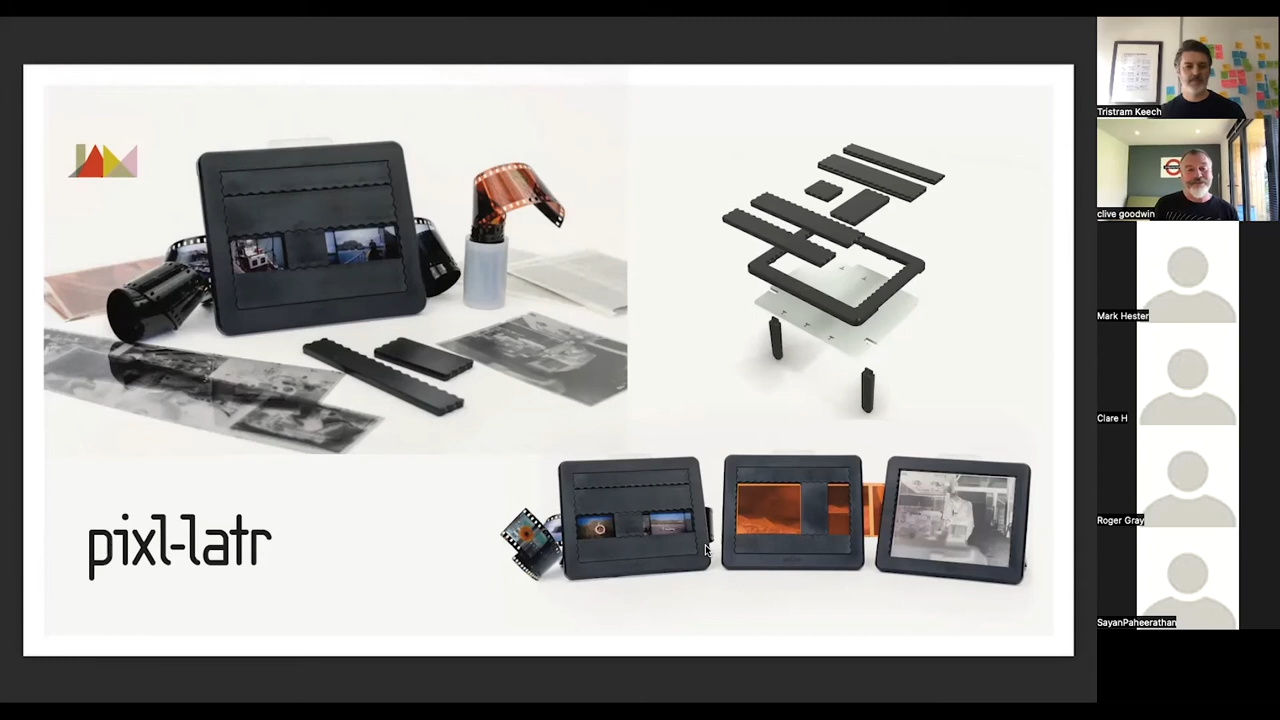 pixl-latr
Tristram Keech
clive goodwin
Mark Hester
Clare H
Roger Gray
SayanPaheerathan